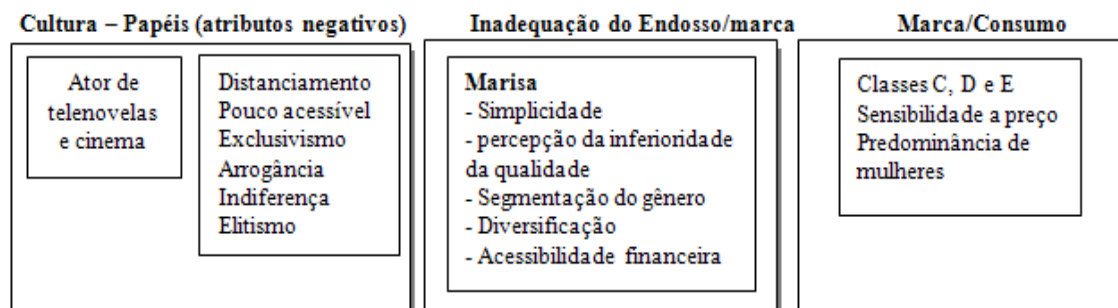 Cultura – Papéis (atributos negativos)
Inadequação do Endosso/marca
Marca/Consumo
Ator de
telenovelas
e cinema
Distanciamento
Pouco acessível
Exclusivismo
Arrogância
Indiferença
Elitismo
Marisa
- Simplicidade
- percepção da inferioridade
da qualidade
- Segmentação do gênero
- Diversificação
- Acessibilidade financeira
Classes C, D e E
Sensibilidade a preço
Predominância de
mulheres